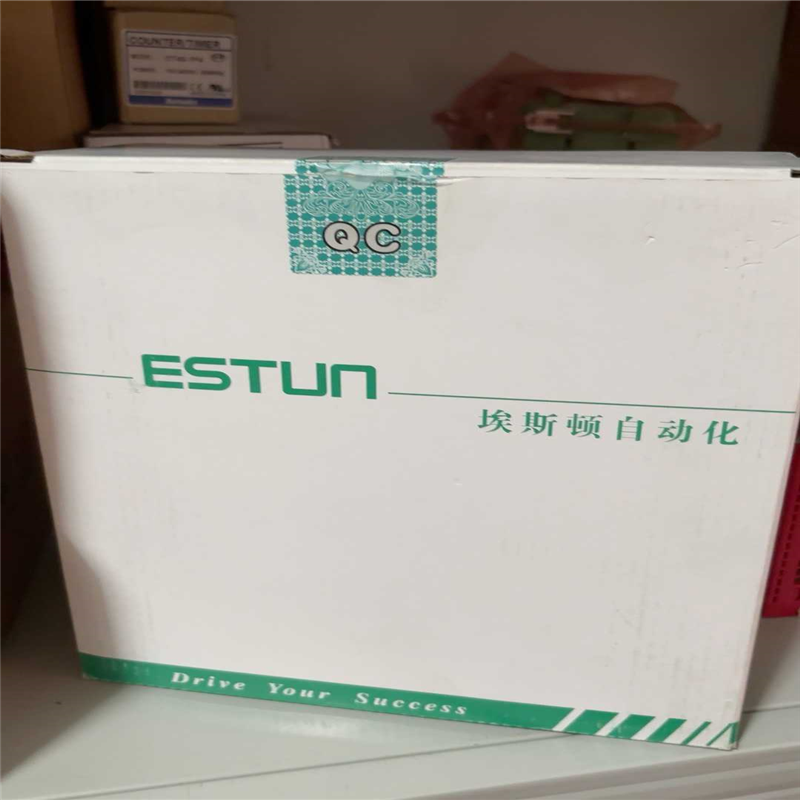 COUNTER/TIMER
QC
ESTUN
埃斯顿自动化
Drive Your Success